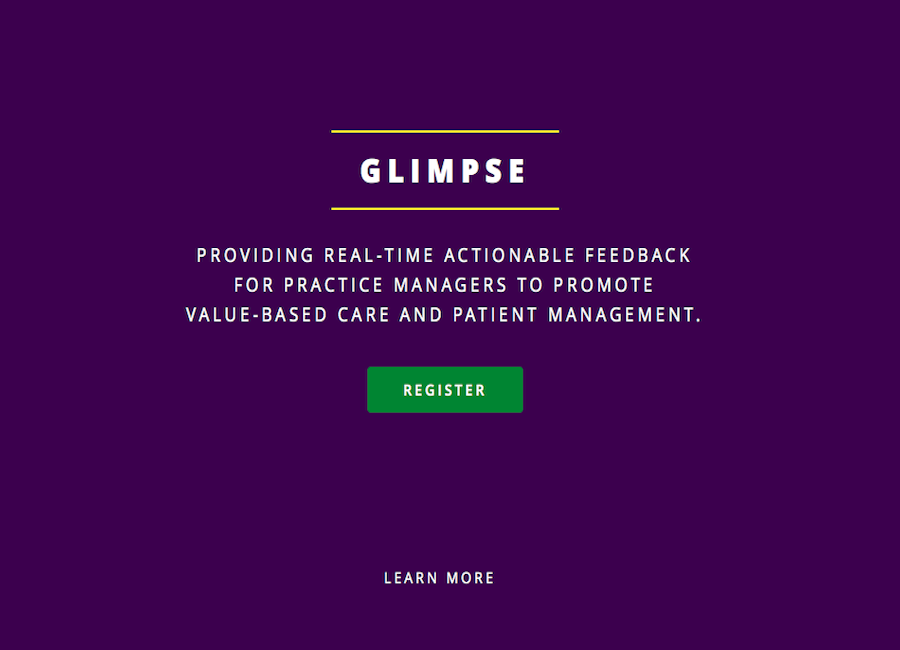 GLIMPSE
PROVIDING REAL-TIME ACTIONABLE FEEDBACK
FOR PRACTICE MANAGERS TO PROMOTE
VALUE-BASED CARE AND PATIENT MANAGEMENT.
REGISTER
LEARN MORE